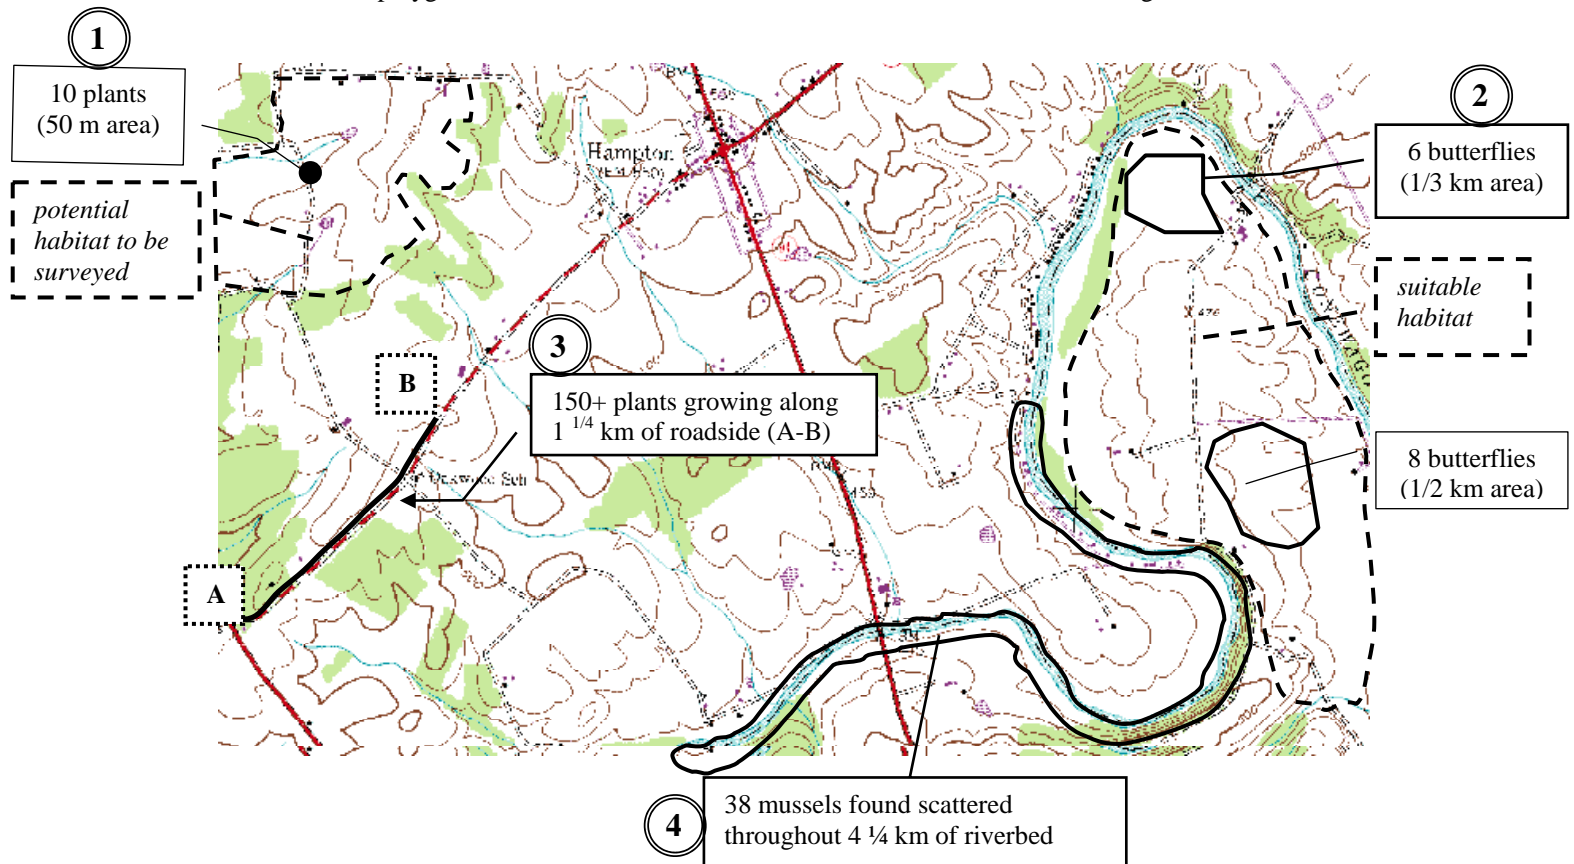 1
10 plants
(50 m area)
potential
habitat to be
surveyed
Hampton
2
6 butterflies
(1/3 km area)
suitable
habitat
8 butterflies
(1/2 km area)
3
150+ plants growing along
1 1/4 km of roadside (A-B)
B
A
4
38 mussels found scattered
throughout 4 ¼ km of riverbed